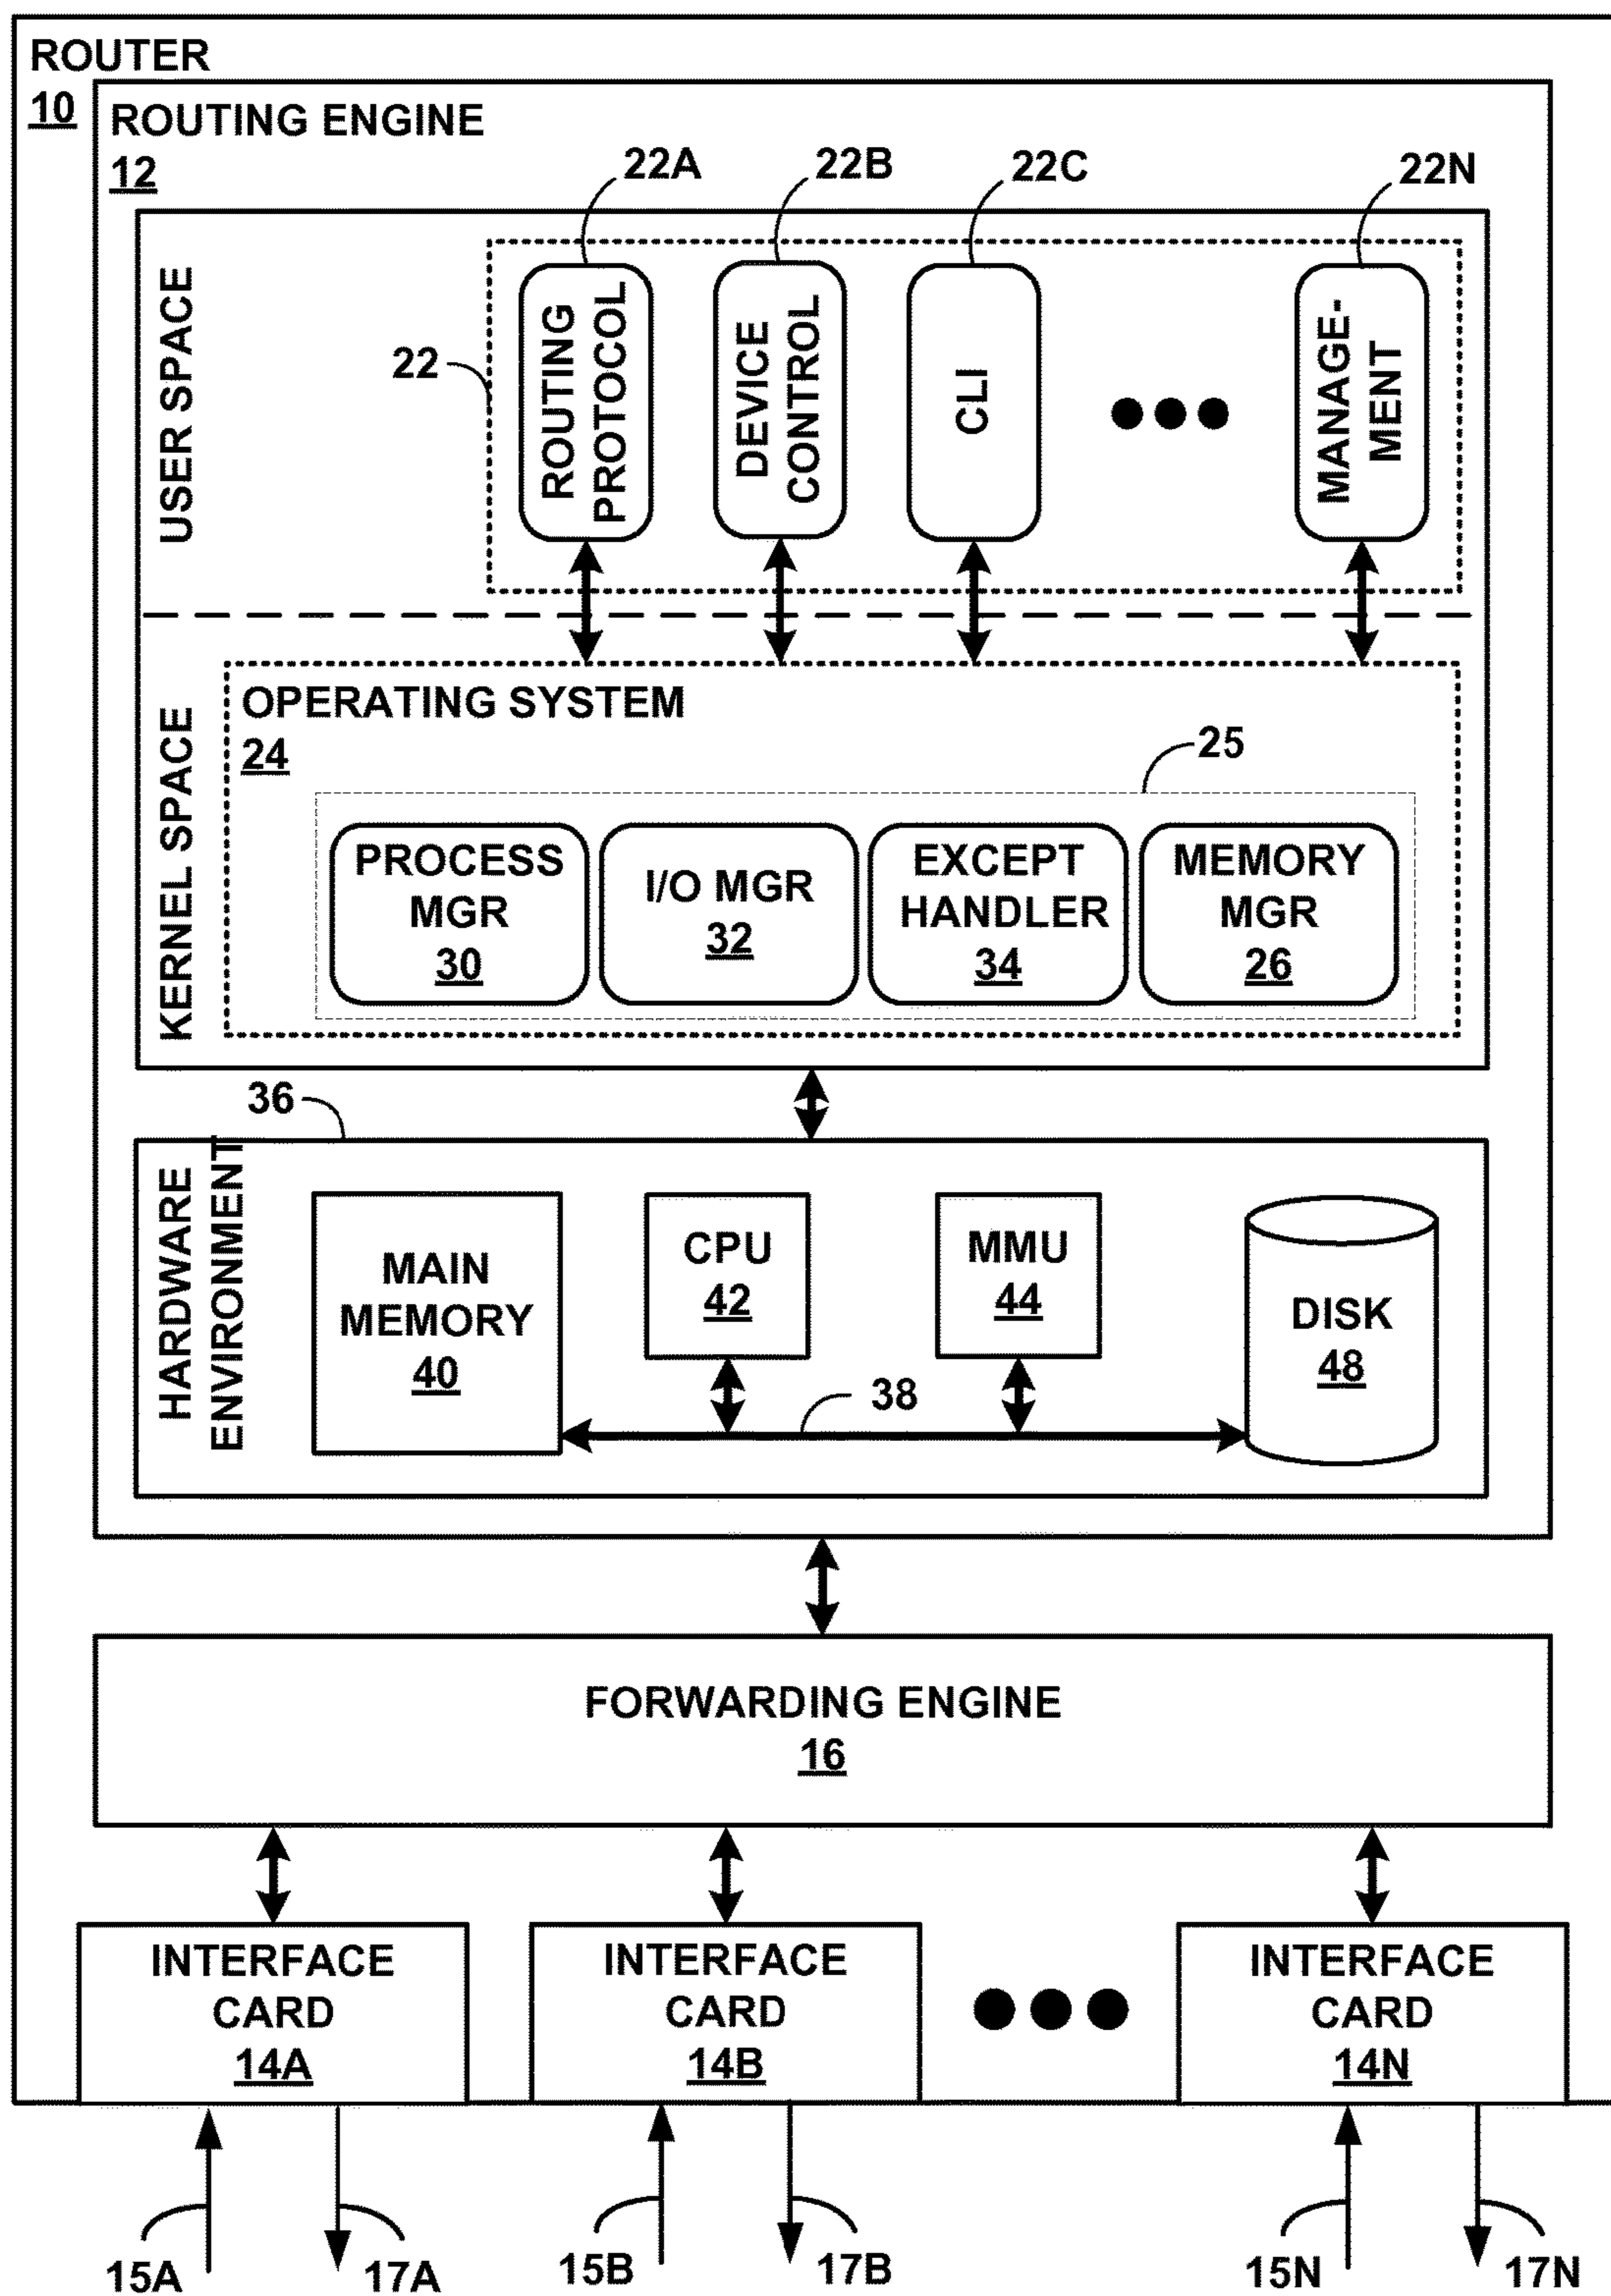 ROUTER
10
ROUTING ENGINE
12
22A
22B
22C
22N
USER SPACE
22
ROUTING
PROTOCOL
DEVICE
CONTROL
CLI
MANAGE-
MENT
KERNEL SPACE
OPERATING SYSTEM
24
25
PROCESS
MGR
30
I/O MGR
32
EXCEPT
HANDLER
34
MEMORY
MGR
26
36
HARDWARE
ENVIRONMENT
MAIN
MEMORY
40
CPU
42
MMU
44
DISK
48
38
FORWARDING ENGINE
16
INTERFACE
CARD
14A
INTERFACE
CARD
14B
INTERFACE
CARD
14N
15A
17A
15B
17B
15N
17N